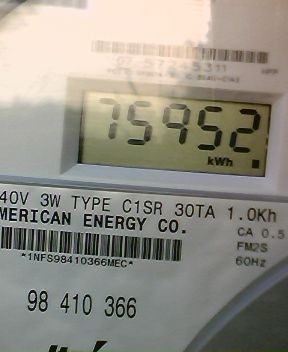 75952
kWh
40V 3W TYPE C1SR 30TA 1.0Kh
MERICAN ENERGY CO.
CA 0.5
FM2S
*1NFS98410366MEC*
60Hz
98 410 366